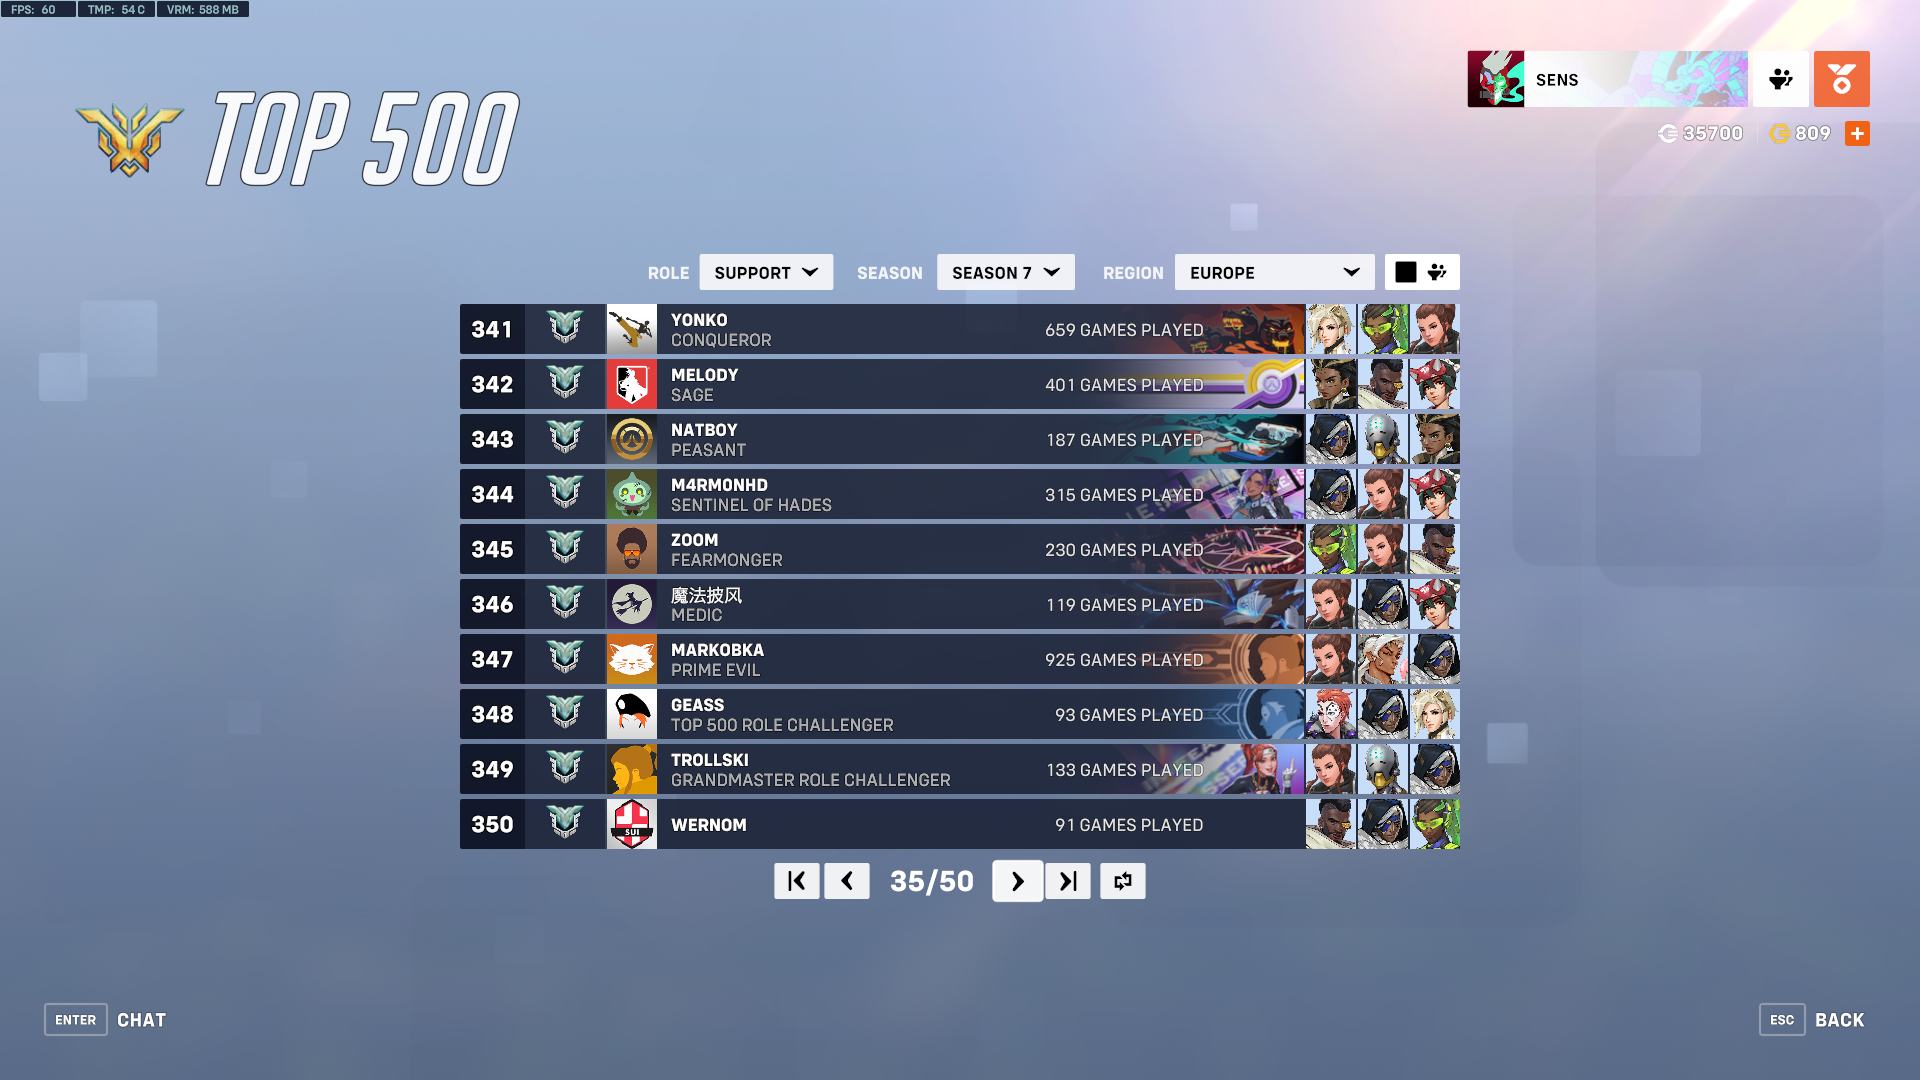 FPS: 60 TMP: 54 C VRM: 588 MB
TOP 500
SENS
35700 809
ROLE SUPPORT SEASON SEASON 7 REGION EUROPE
341 YONKO 659 GAMES PLAYED
CONQUEROR
342 MELODY 401 GAMES PLAYED
SAGE
343 NATBOY 187 GAMES PLAYED
PEASANT
344 M4RMONHD 315 GAMES PLAYED
SENTINEL OF HADES
345 ZOOM 230 GAMES PLAYED
FEARMONGER
346 魔法披风 119 GAMES PLAYED
MEDIC
347 MARKOBKA 925 GAMES PLAYED
PRIME EVIL
348 GEASS 93 GAMES PLAYED
TOP 500 ROLE CHALLENGER
349 TROLLSKI 133 GAMES PLAYED
GRANDMASTER ROLE CHALLENGER
350 SUI WERNOM 91 GAMES PLAYED
35/50
ENTER CHAT
ESC BACK